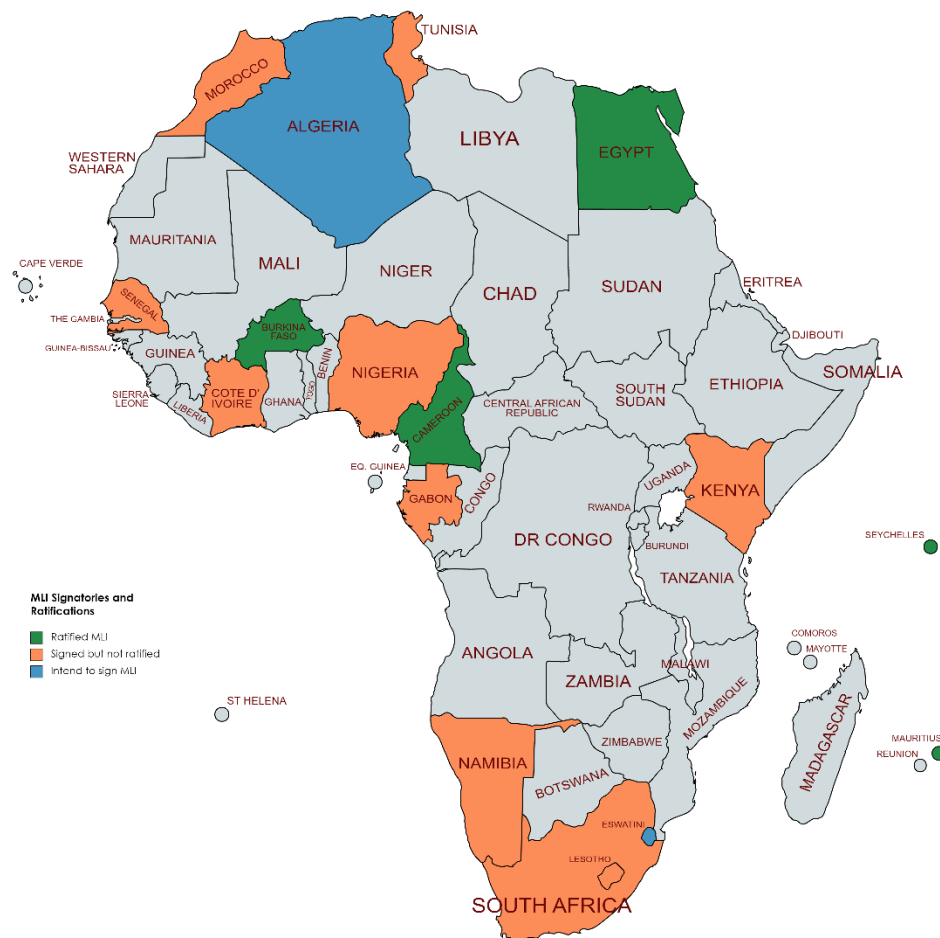 TUNISIA
MOROCCO
ALGERIA
LIBYA
EGYPT
WESTERN
SAHARA
MAURITANIA
MALI
NIGER
CHAD
SUDAN
ERITREA
CAPE VERDE
SENEGAL
THE GAMBIA
GUINEA-BISSAU
GUINEA
BURKINA
FASO
DJIBOUTI
SOMALIA
SIERRA
LEONE
LIBERIA
COTE D'
IVOIRE
GHANA
TOGO
BENIN
NIGERIA
CAMEROON
CENTRAL AFRICAN
REPUBLIC
SOUTH
SUDAN
ETHIOPIA
EQ. GUINEA
GABON
CONGO
DR CONGO
UGANDA
KENYA
RWANDA
BURUNDI
TANZANIA
SEYCHELLES
MLI Signatories and
Ratifications
Ratified MLI
Signed but not ratified
Intend to sign MLI
ANGOLA
ZAMBIA
MALAWI
MOZAMBIQUE
COMOROS
MAYOTTE
ST HELENA
MADAGASCAR
MAURITIUS
REUNION
NAMIBIA
ZIMBABWE
BOTSWANA
ESWATINI
LESOTHO
SOUTH AFRICA